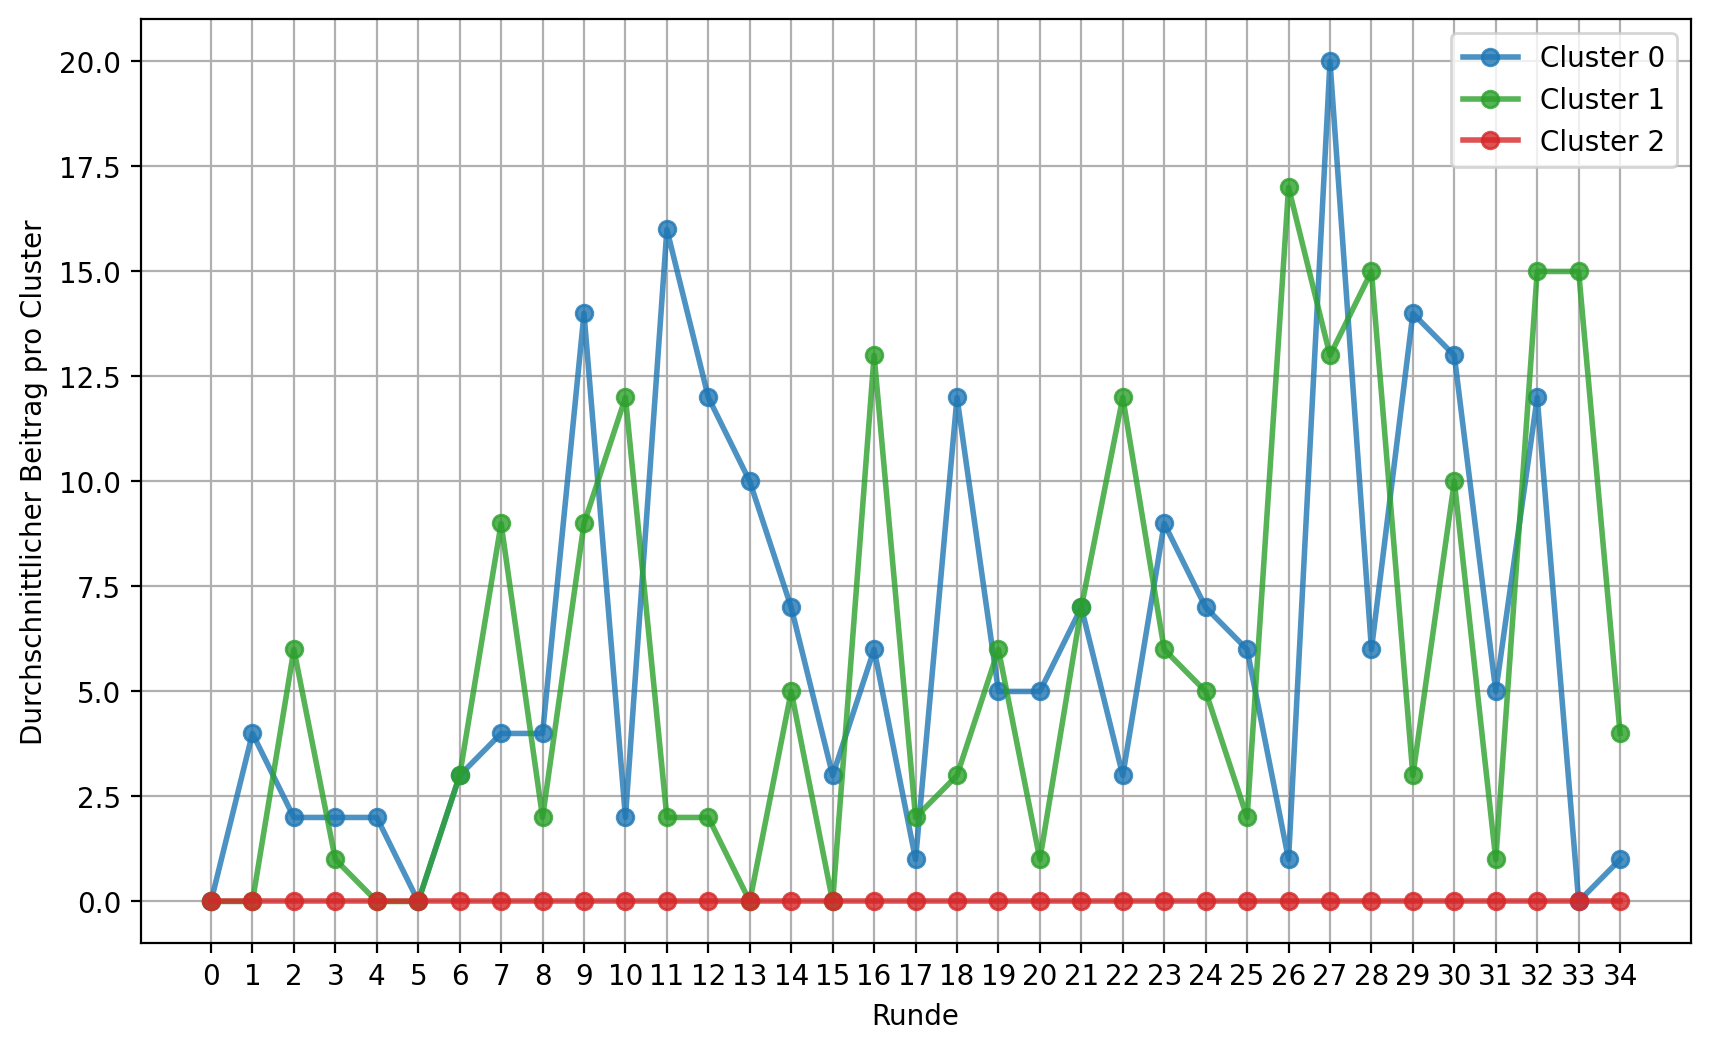 20.0
17.5
15.0
12.5
10.0
7.5
5.0
2.5
0.0
Durchschnittlicher Beitrag pro Cluster
Cluster 0
Cluster 1
Cluster 2
0 1 2 3 4 5 6 7 8 9 10 11 12 13 14 15 16 17 18 19 20 21 22 23 24 25 26 27 28 29 30 31 32 33 34
Runde